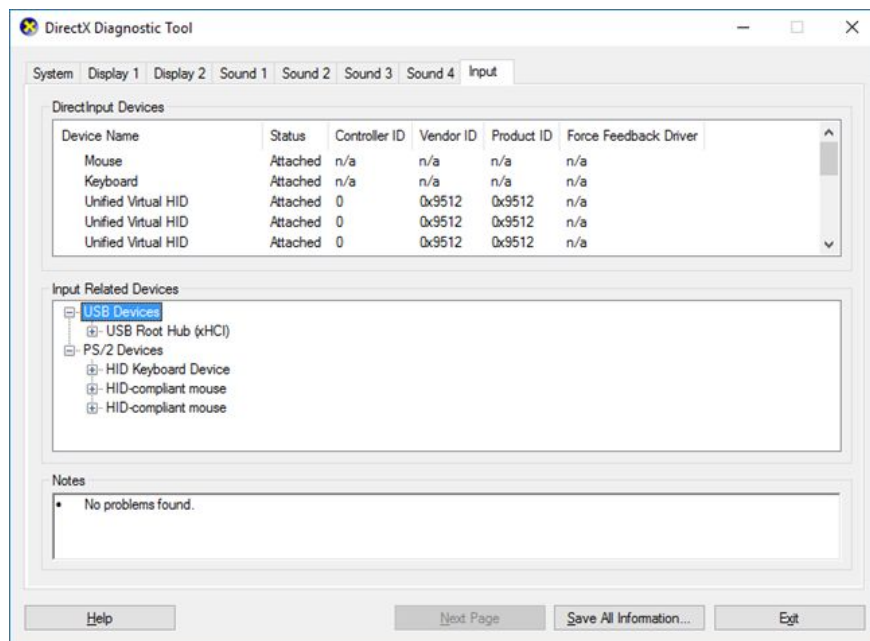 DirectX Diagnostic Tool
System Display 1 Display 2 Sound 1 Sound 2 Sound 3 Sound 4 Input
DirectInput Devices
Device Name Status Controller ID Vendor ID Product ID Force Feedback Driver
Mouse Attached n/a n/a n/a n/a
Keyboard Attached n/a n/a n/a n/a
Unified Virtual HID Attached 0 0x9512 0x9512 n/a
Unified Virtual HID Attached 0 0x9512 0x9512 n/a
Unified Virtual HID Attached 0 0x9512 0x9512 n/a
Input Related Devices
USB Devices
USB Root Hub (xHCI)
PS/2 Devices
HID Keyboard Device
HID-compliant mouse
HID-compliant mouse
Notes
• No problems found.
Help Next Page Save All Information... Exit